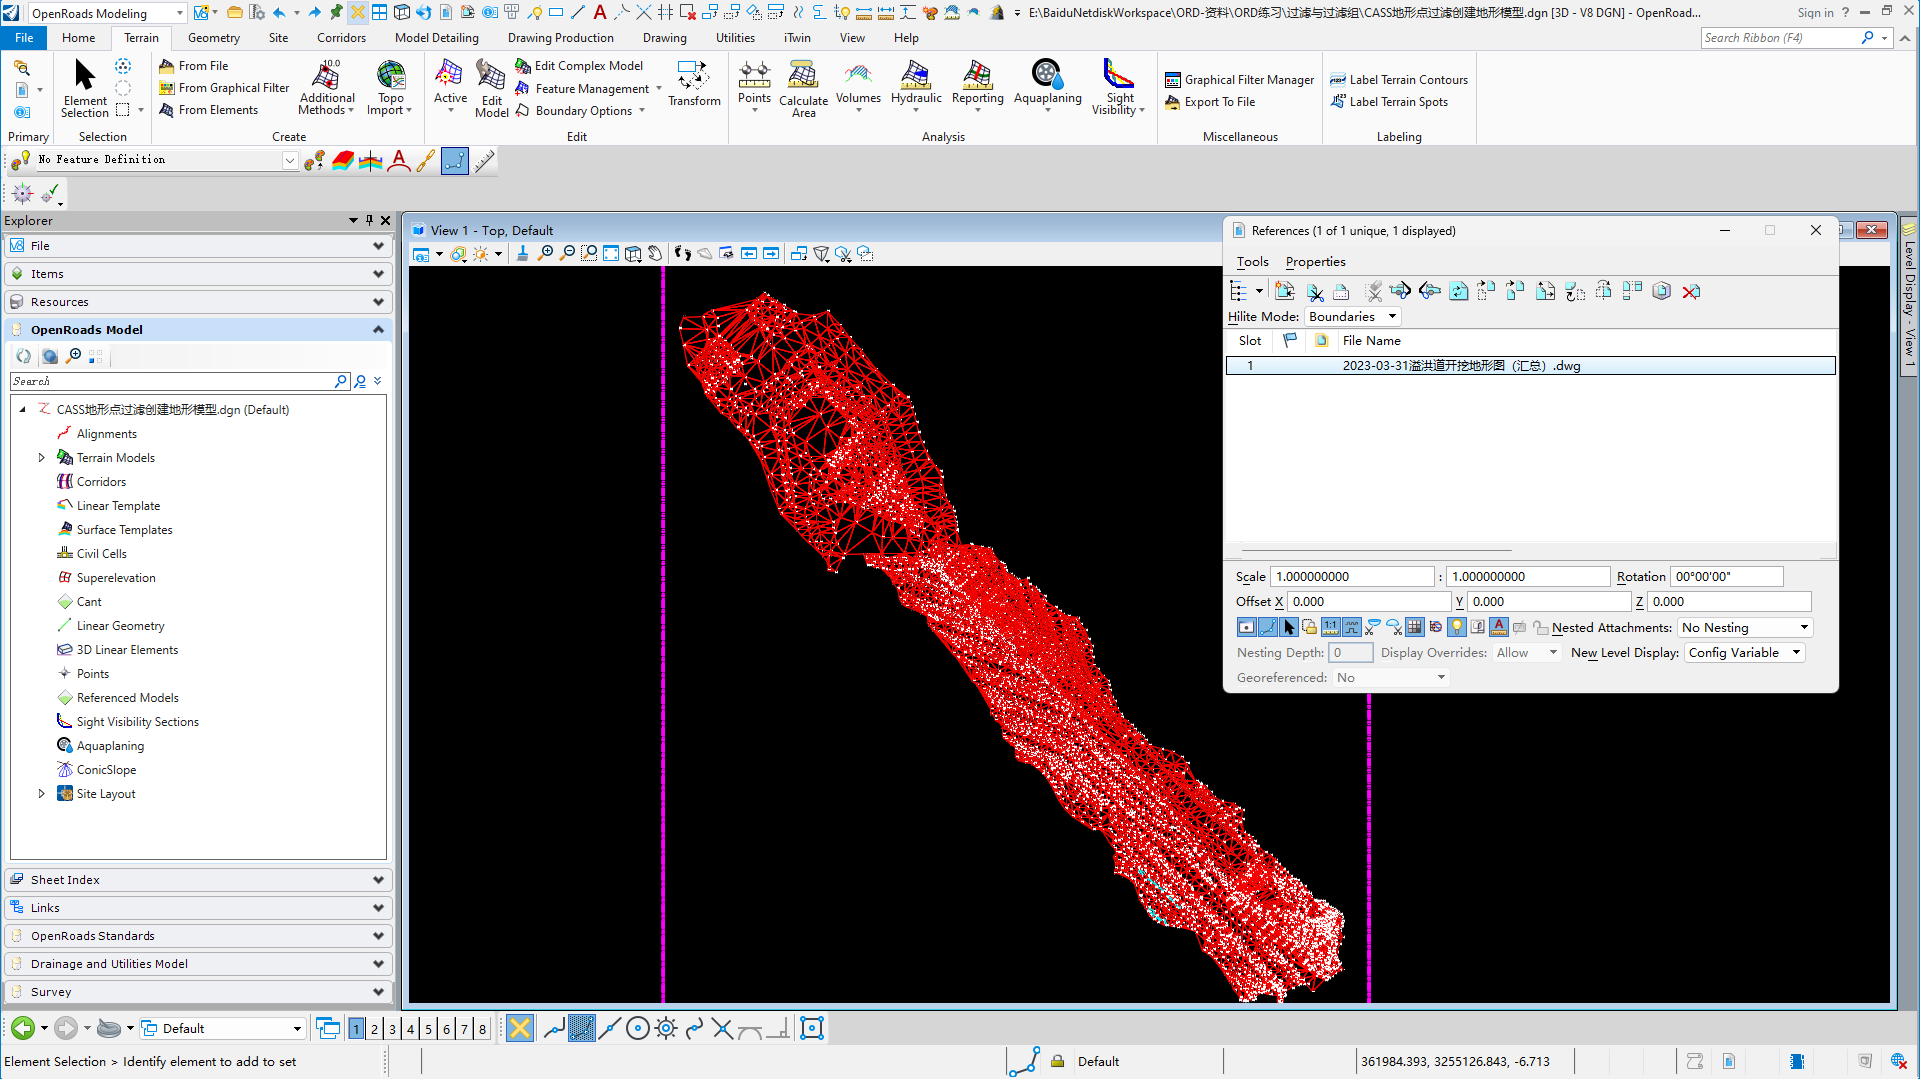 OpenRoads Modeling
E:\BaiduNetdiskWorkspace\ORD-资料\ORD练习\过滤与过滤组\CASS地形点过滤创建地形模型.dgn [3D - V8 DGN] - OpenRoad...
Sign in
File Home Terrain Geometry Site Corridors Model Detailing Drawing Production Drawing Utilities iTwin View Help
Search Ribbon (F4)
Primary
Element Selection
Selection
From File
From Graphical Filter
From Elements
Additional Methods
Topo Import
Create
Active
Edit Model
Edit Complex Model
Feature Management
Boundary Options
Edit
Transform
Points
Calculate Area
Volumes
Hydraulic
Reporting
Aquaplaning
Sight Visibility
Analysis
Graphical Filter Manager
Export To File
Miscellaneous
Label Terrain Contours
Label Terrain Spots
Labeling
No Feature Definition
Explorer
File
Items
Resources
OpenRoads Model
Search
CASS地形点过滤创建地形模型.dgn (Default)
Alignments
Terrain Models
Corridors
Linear Template
Surface Templates
Civil Cells
Superelevation
Cant
Linear Geometry
3D Linear Elements
Points
Referenced Models
Sight Visibility Sections
Aquaplaning
ConicSlope
Site Layout
Sheet Index
Links
OpenRoads Standards
Drainage and Utilities Model
Survey
View 1 - Top, Default
References (1 of 1 unique, 1 displayed)
Tools Properties
Hilite Mode: Boundaries
Slot File Name
1 2023-03-31溢洪道开挖地形图（汇总）.dwg
Scale 1.000000000 : 1.000000000 Rotation 00°00'00"
Offset X 0.000 Y 0.000 Z 0.000
Nested Attachments: No Nesting
Nesting Depth: 0 Display Overrides: Allow New Level Display: Config Variable
Georeferenced: No
Level Display - View 1
Default
1 2 3 4 5 6 7 8
Element Selection > Identify element to add to set
Default
361984.393, 3255126.843, -6.713